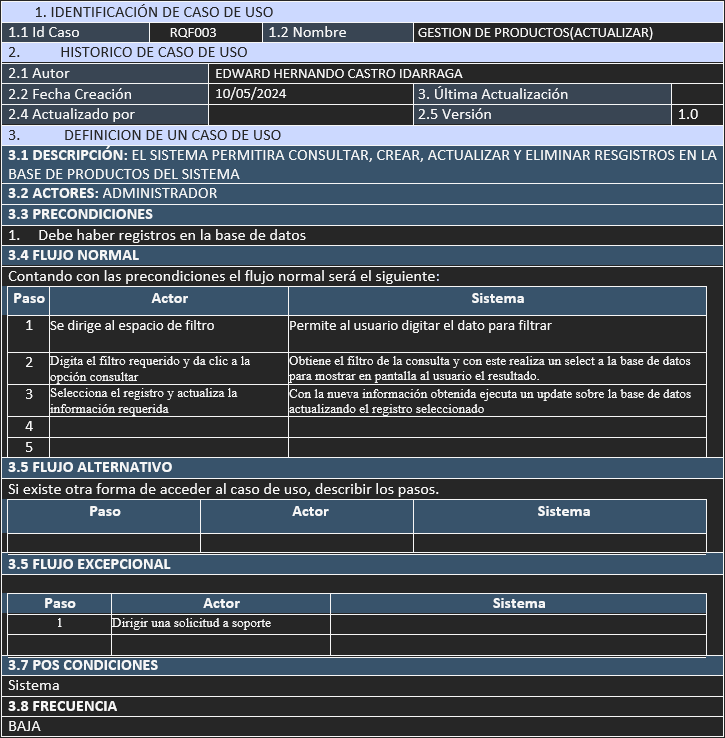 1. IDENTIFICACIÓN DE CASO DE USO
1.1 Id Caso RQF003 1.2 Nombre GESTION DE PRODUCTOS(ACTUALIZAR)
2. HISTORICO DE CASO DE USO
2.1 Autor EDWARD HERNANDO CASTRO IDARRAGA
2.2 Fecha Creación 10/05/2024 3. Última Actualización
2.4 Actualizado por 2.5 Versión 1.0
3. DEFINICION DE UN CASO DE USO
3.1 DESCRIPCIÓN: EL SISTEMA PERMITIRA CONSULTAR, CREAR, ACTUALIZAR Y ELIMINAR RESGISTROS EN LA
BASE DE PRODUCTOS DEL SISTEMA
3.2 ACTORES: ADMINISTRADOR
3.3 PRECONDICIONES
1. Debe haber registros en la base de datos
3.4 FLUJO NORMAL
Contando con las precondiciones el flujo normal será el siguiente:
Paso Actor Sistema
1 Se dirige al espacio de filtro Permite al usuario digitar el dato para filtrar
2 Digita el filtro requerido y da clic a la Obtiene el filtro de la consulta y con este realiza un select a la base de datos
opción consultar para mostrar en pantalla al usuario el resultado.
3 Selecciona el registro y actualiza la Con la nueva información obtenida ejecuta un update sobre la base de datos
información requerida actualizando el registro seleccionado
4
5
3.5 FLUJO ALTERNATIVO
Si existe otra forma de acceder al caso de uso, describir los pasos.
Paso Actor Sistema
3.5 FLUJO EXCEPCIONAL
Paso Actor Sistema
1 Dirigir una solicitud a soporte
3.7 POS CONDICIONES
Sistema
3.8 FRECUENCIA
BAJA